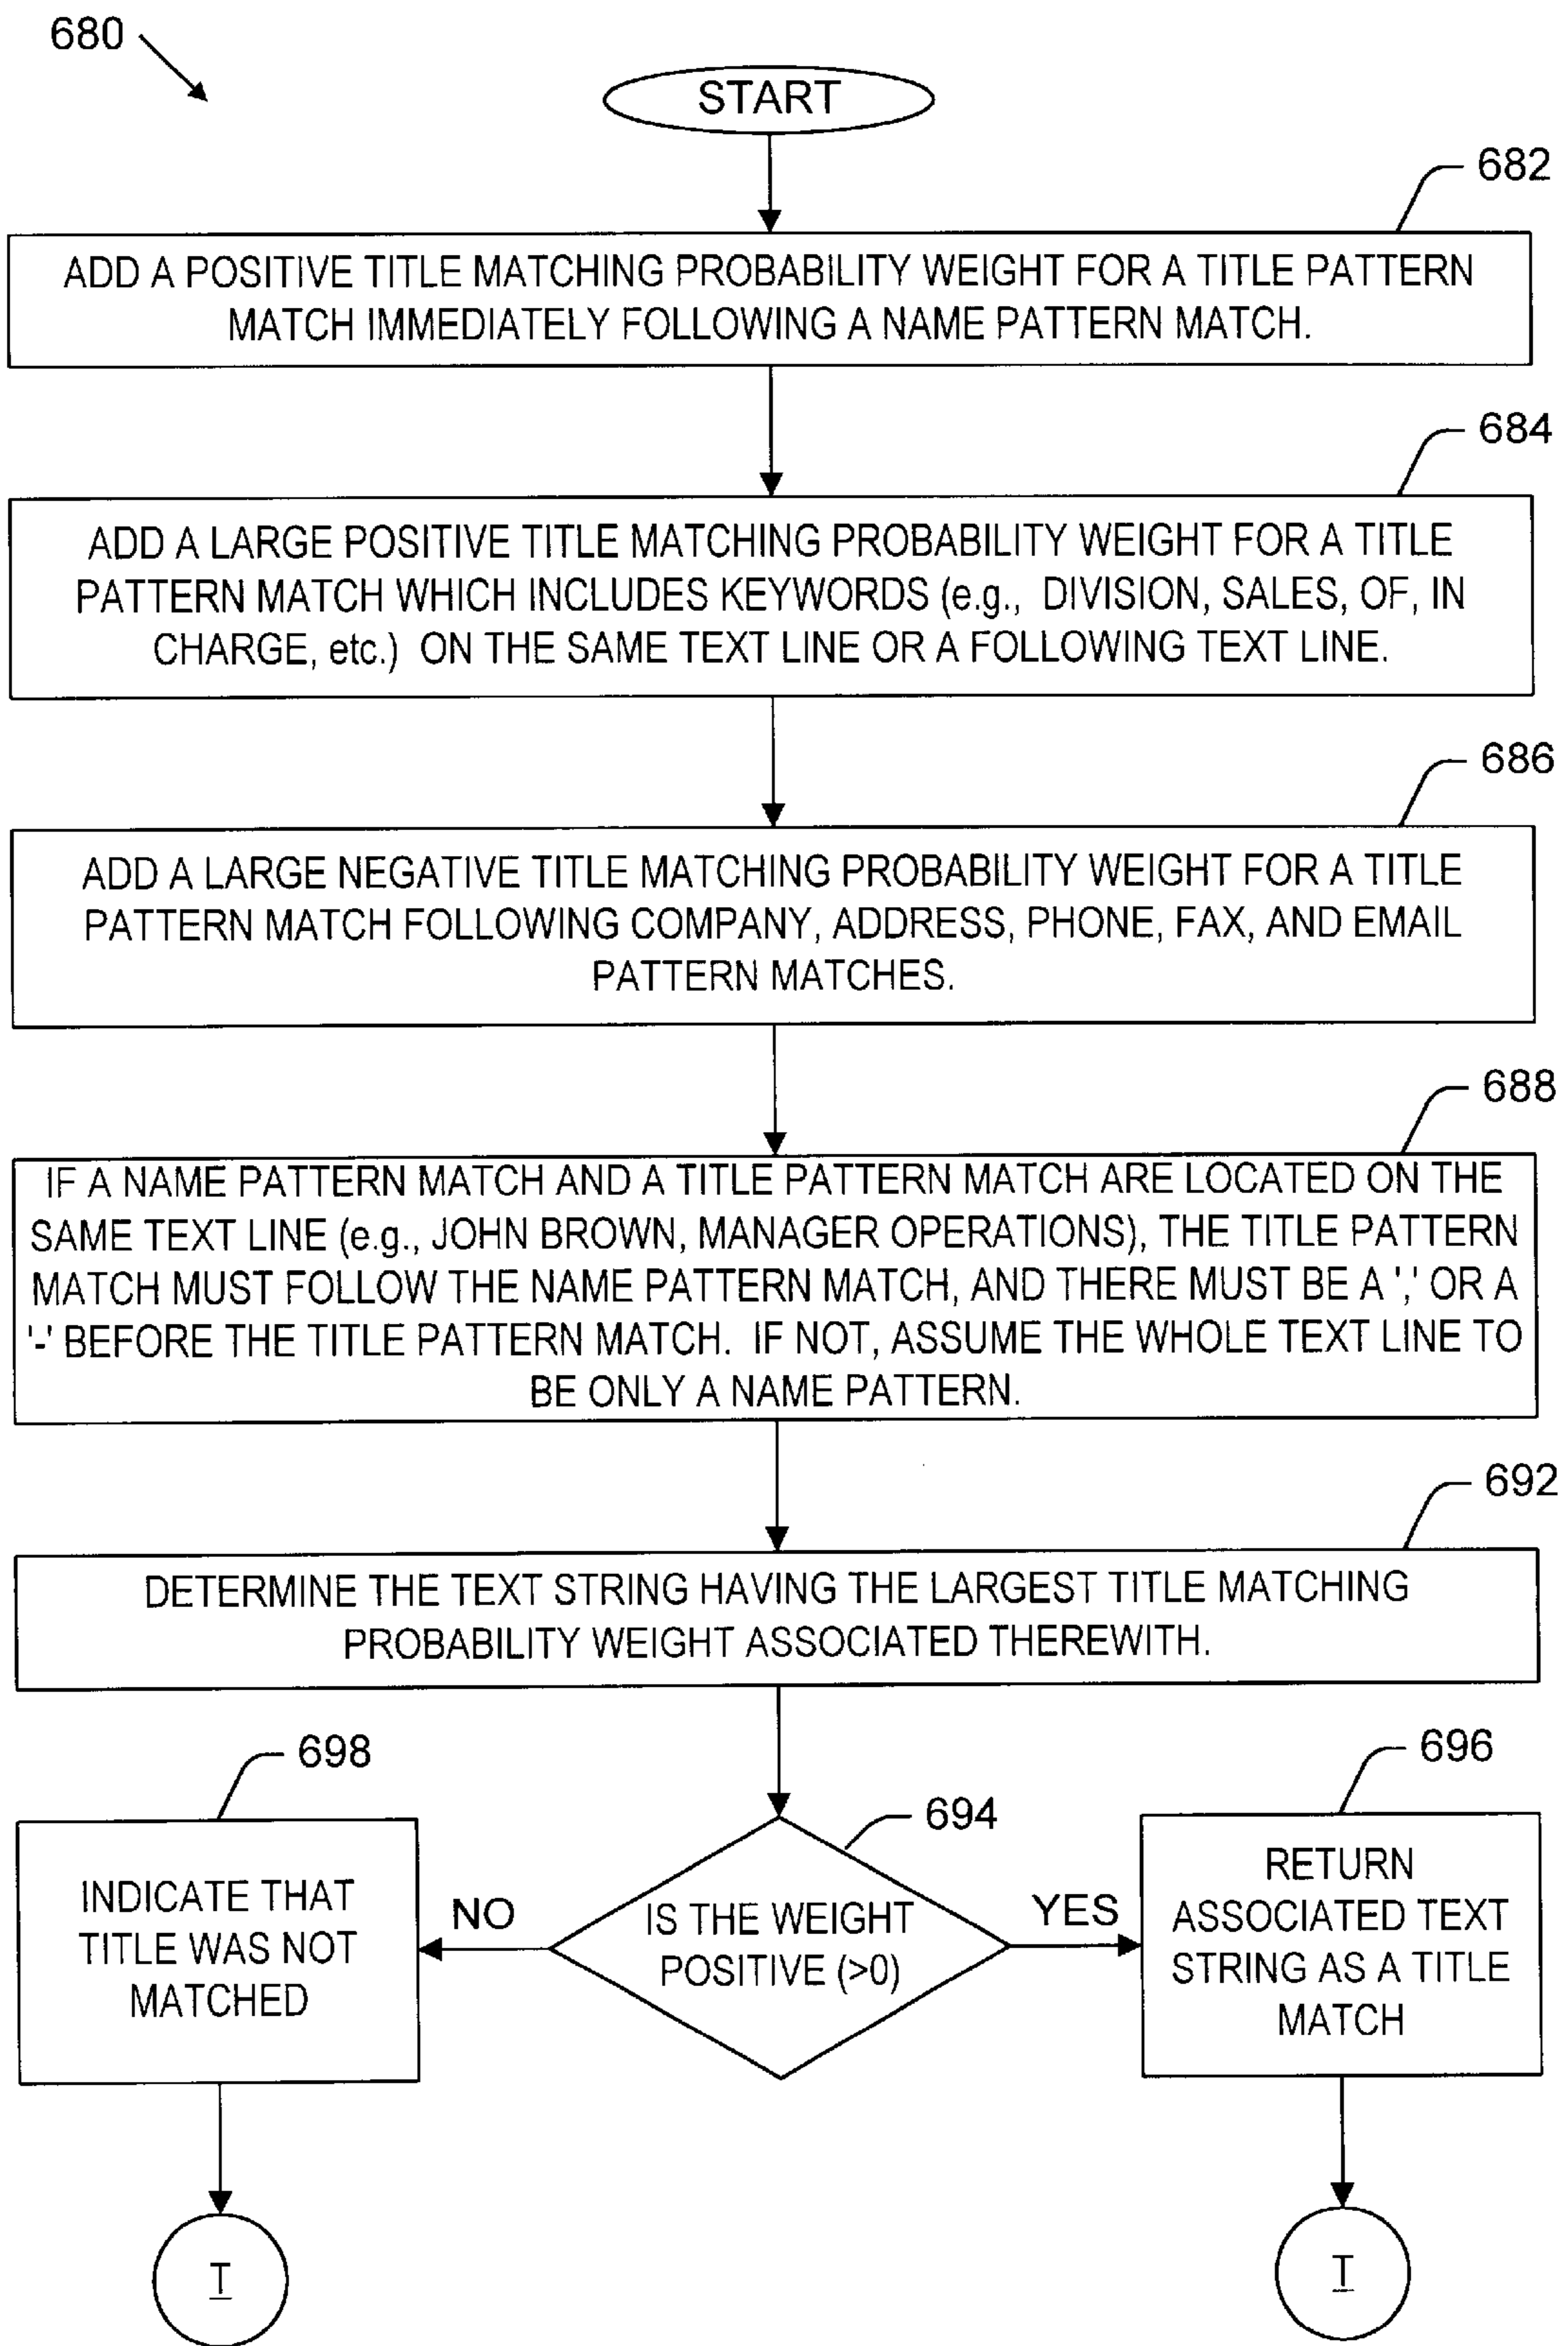 680
START
682
ADD A POSITIVE TITLE MATCHING PROBABILITY WEIGHT FOR A TITLE
MATCH IMMEDIATELY FOLLOWING A NAME PATTERN MATCH.
684
ADD A LARGE POSITIVE TITLE MATCHING PROBABILITY WEIGHT FOR A TITLE
PATTERN MATCH WHICH INCLUDES KEYWORDS (e.g., DIVISION, SALES, OF, IN
CHARGE, etc.) ON THE SAME TEXT LINE OR A FOLLOWING TEXT LINE.
686
ADD A LARGE NEGATIVE TITLE MATCHING PROBABILITY WEIGHT FOR A TITLE
PATTERN MATCH FOLLOWING COMPANY, ADDRESS, PHONE, FAX, AND EMAIL
PATTERN MATCHES.
688
IF A NAME PATTERN MATCH AND A TITLE PATTERN MATCH ARE LOCATED ON THE
SAME TEXT LINE (e.g., JOHN BROWN, MANAGER OPERATIONS), THE TITLE PATTERN
MATCH MUST FOLLOW THE NAME PATTERN MATCH, AND THERE MUST BE A ',' OR A
'-' BEFORE THE TITLE PATTERN MATCH. IF NOT, ASSUME THE WHOLE TEXT LINE TO
BE ONLY A NAME PATTERN.
692
DETERMINE THE TEXT STRING HAVING THE LARGEST TITLE MATCHING
PROBABILITY WEIGHT ASSOCIATED THEREWITH.
698
INDICATE THAT
TITLE WAS NOT
MATCHED
NO
694
IS THE WEIGHT
POSITIVE (>0)
YES
696
RETURN
ASSOCIATED TEXT
STRING AS A TITLE
MATCH
T
T